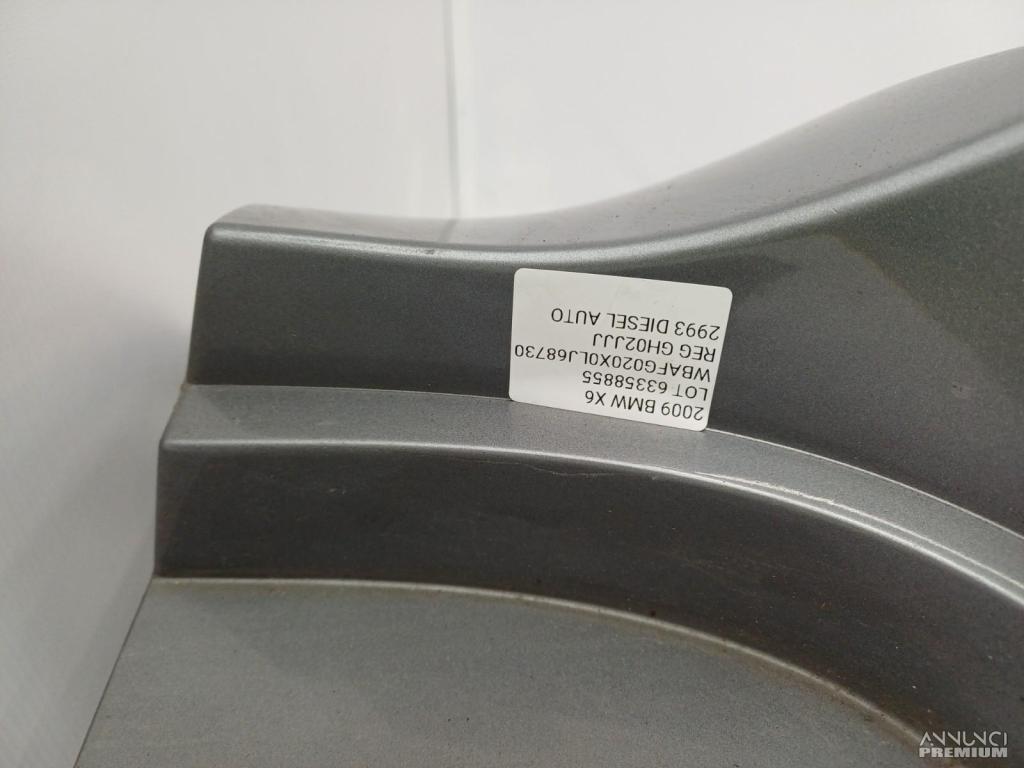 2009 BMW X6
LOT 63358855
WBAFG020X0LJ68730
REG GH02JJJ
2993 DIESEL AUTO
ANNUNCI
PREMIUM